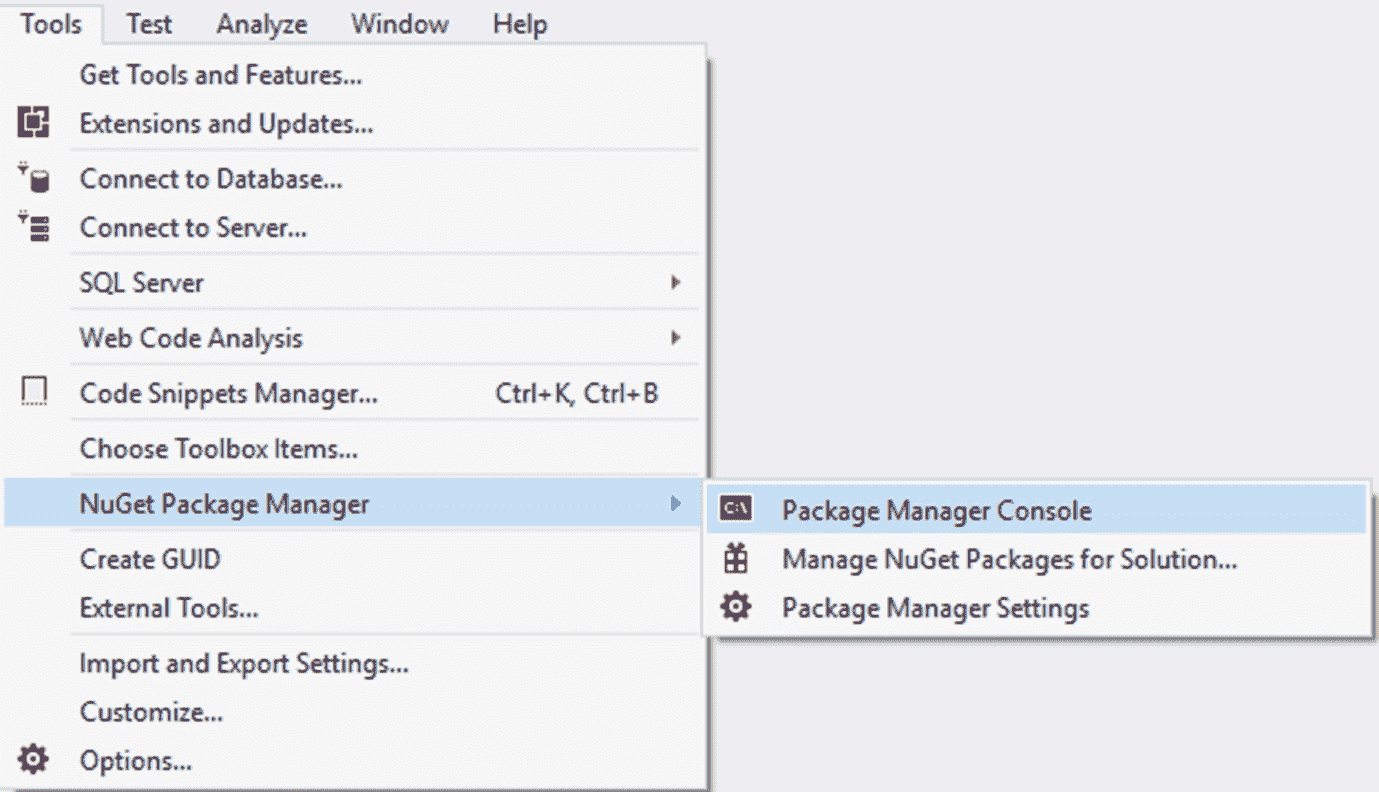 Tools Test Analyze Window Help
Get Tools and Features...
Extensions and Updates...
Connect to Database...
Connect to Server...
SQL Server
Web Code Analysis
Code Snippets Manager... Ctrl+K, Ctrl+B
Choose Toolbox Items...
NuGet Package Manager
Package Manager Console
Manage NuGet Packages for Solution...
Package Manager Settings
Create GUID
External Tools...
Import and Export Settings...
Customize...
Options...